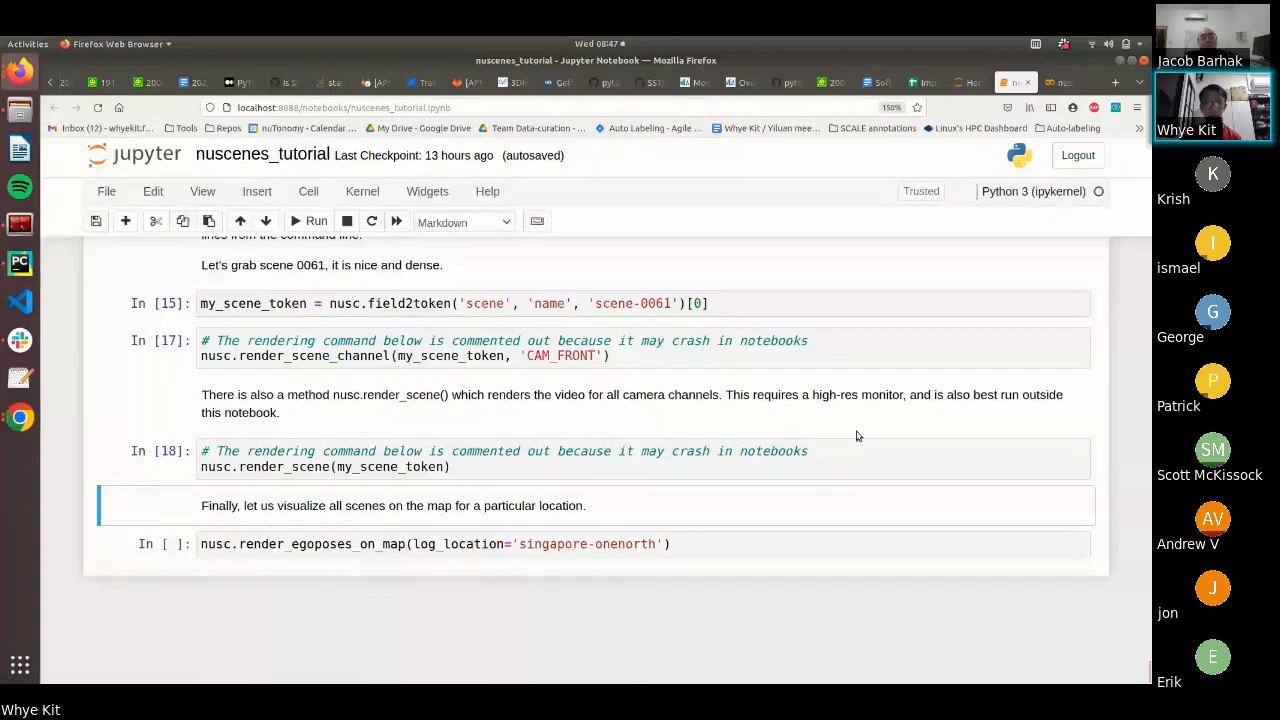 Activities
Firefox Web Browser
Wed 08:47
nuscenes_tutorial - Jupyter Notebook — Mozilla Firefox
localhost:8888/notebooks/nuscenes_tutorial.ipynb
150%
Inbox (12) - whyekit.f...
Tools
Repos
nuTonomy - Calendar ...
My Drive - Google Drive
Team Data-curation - ...
Auto Labeling - Agile ...
Whye Kit / Yiluan mee...
SCALE annotations
Linux's HPC Dashboard
Auto-labeling
jupyter nuscenes_tutorial Last Checkpoint: 13 hours ago (autosaved)
Logout
File Edit View Insert Cell Kernel Widgets Help
Trusted
Python 3 (ipykernel)
Run
Markdown
lines from the command line.
Let's grab scene 0061, it is nice and dense.
In [15]: my_scene_token = nusc.field2token('scene', 'name', 'scene-0061')[0]
In [17]: # The rendering command below is commented out because it may crash in notebooks
nusc.render_scene_channel(my_scene_token, 'CAM_FRONT')
There is also a method nusc.render_scene() which renders the video for all camera channels. This requires a high-res monitor, and is also best run outside
this notebook.
In [18]: # The rendering command below is commented out because it may crash in notebooks
nusc.render_scene(my_scene_token)
Finally, let us visualize all scenes on the map for a particular location.
In [ ]: nusc.render_egoposes_on_map(log_location='singapore-onenorth')
Whye Kit
Jacob Barhak
Whye Kit
K
Krish
I
ismael
G
George
P
Patrick
SM
Scott McKissock
AV
Andrew V
J
jon
E
Erik